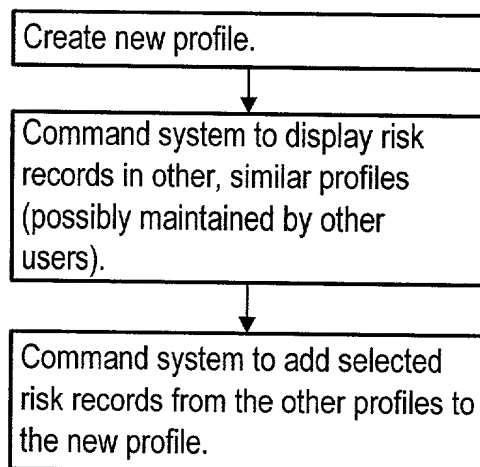 Create new profile.
Command system to display risk
records in other, similar profiles
(possibly maintained by other
users).
Command system to add selected
risk records from the other profiles to
the new profile.